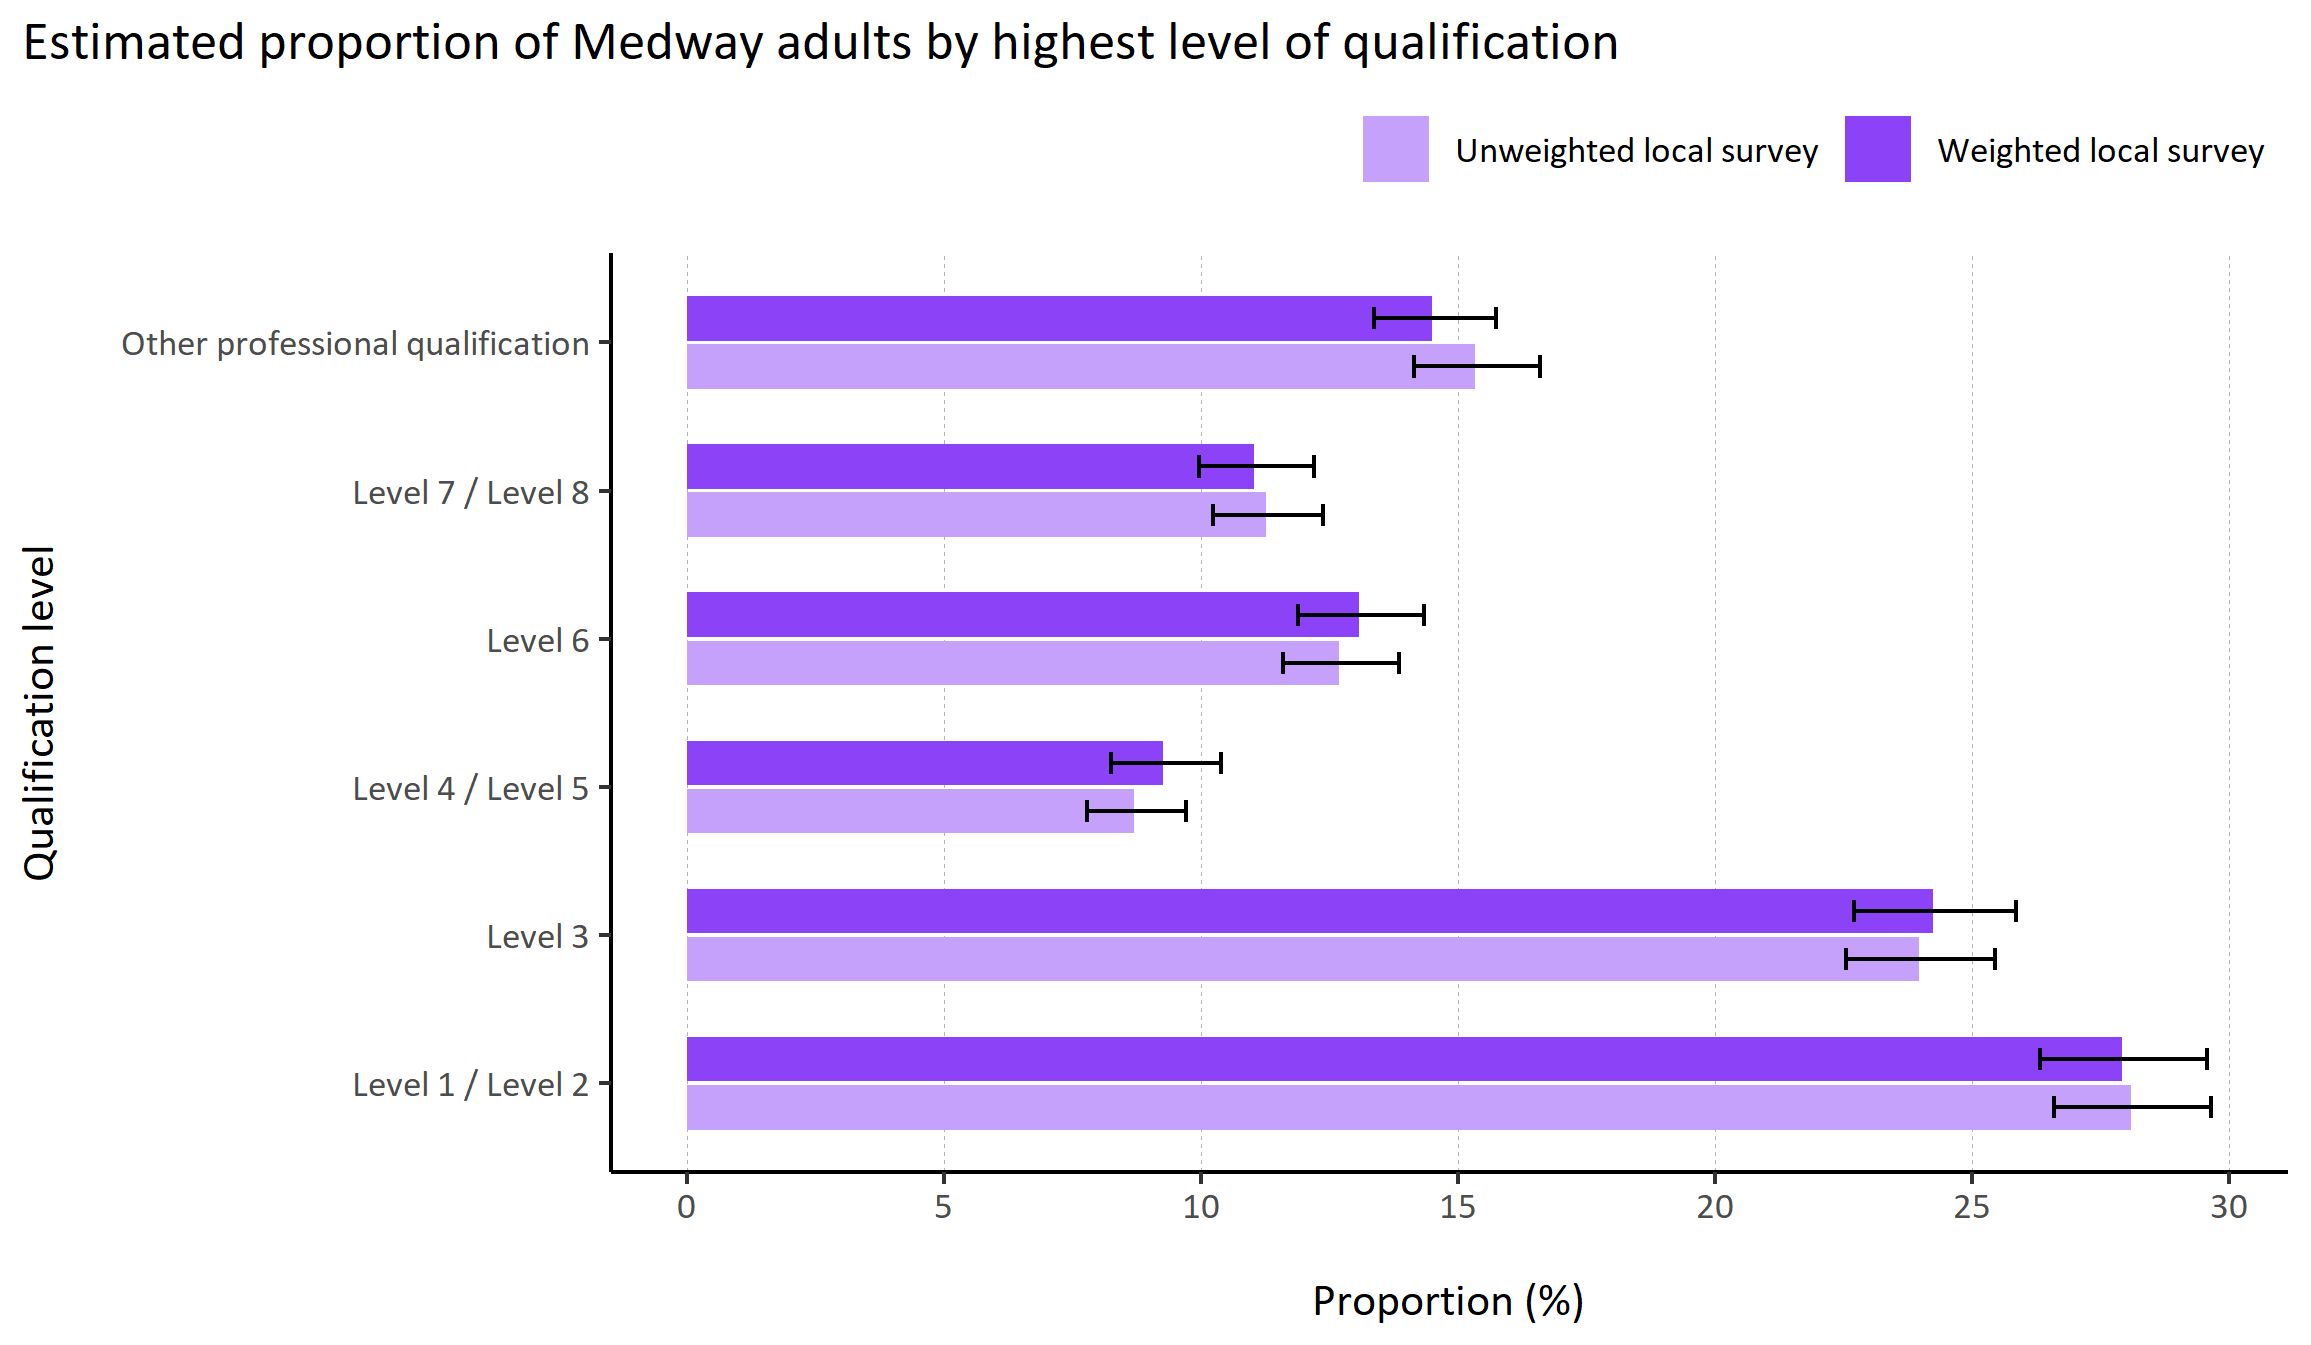 Estimated proportion of Medway adults by highest level of qualification
Unweighted local survey
Weighted local survey
Qualification level
Other professional qualification
Level 7 / Level 8
Level 6
Level 4 / Level 5
Level 3
Level 1 / Level 2
0 5 10 15 20 25 30
Proportion (%)